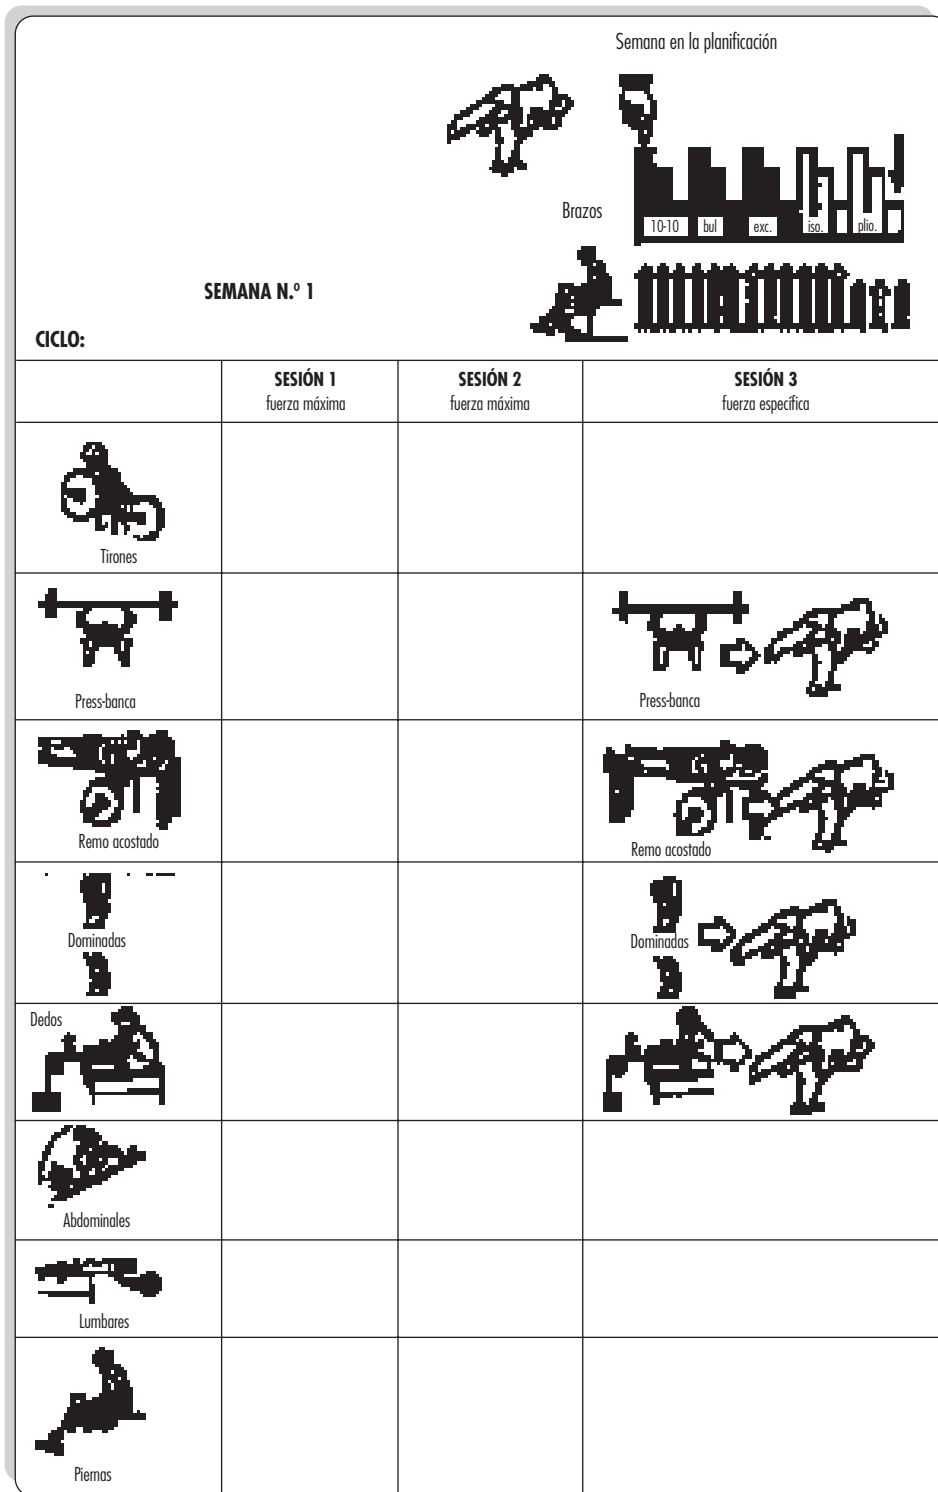 Semana en la planificación
Brazos
10-10 bul exc. iso. plio.
SEMANA N.º 1
CICLO:
SESIÓN 1 SESIÓN 2 SESIÓN 3
fuerza máxima fuerza máxima fuerza específica
Tirones
Press-banca Press-banca
Remo acostado Remo acostado
Dominadas Dominadas
Dedos
Abdominales
Lumbares
Piernas